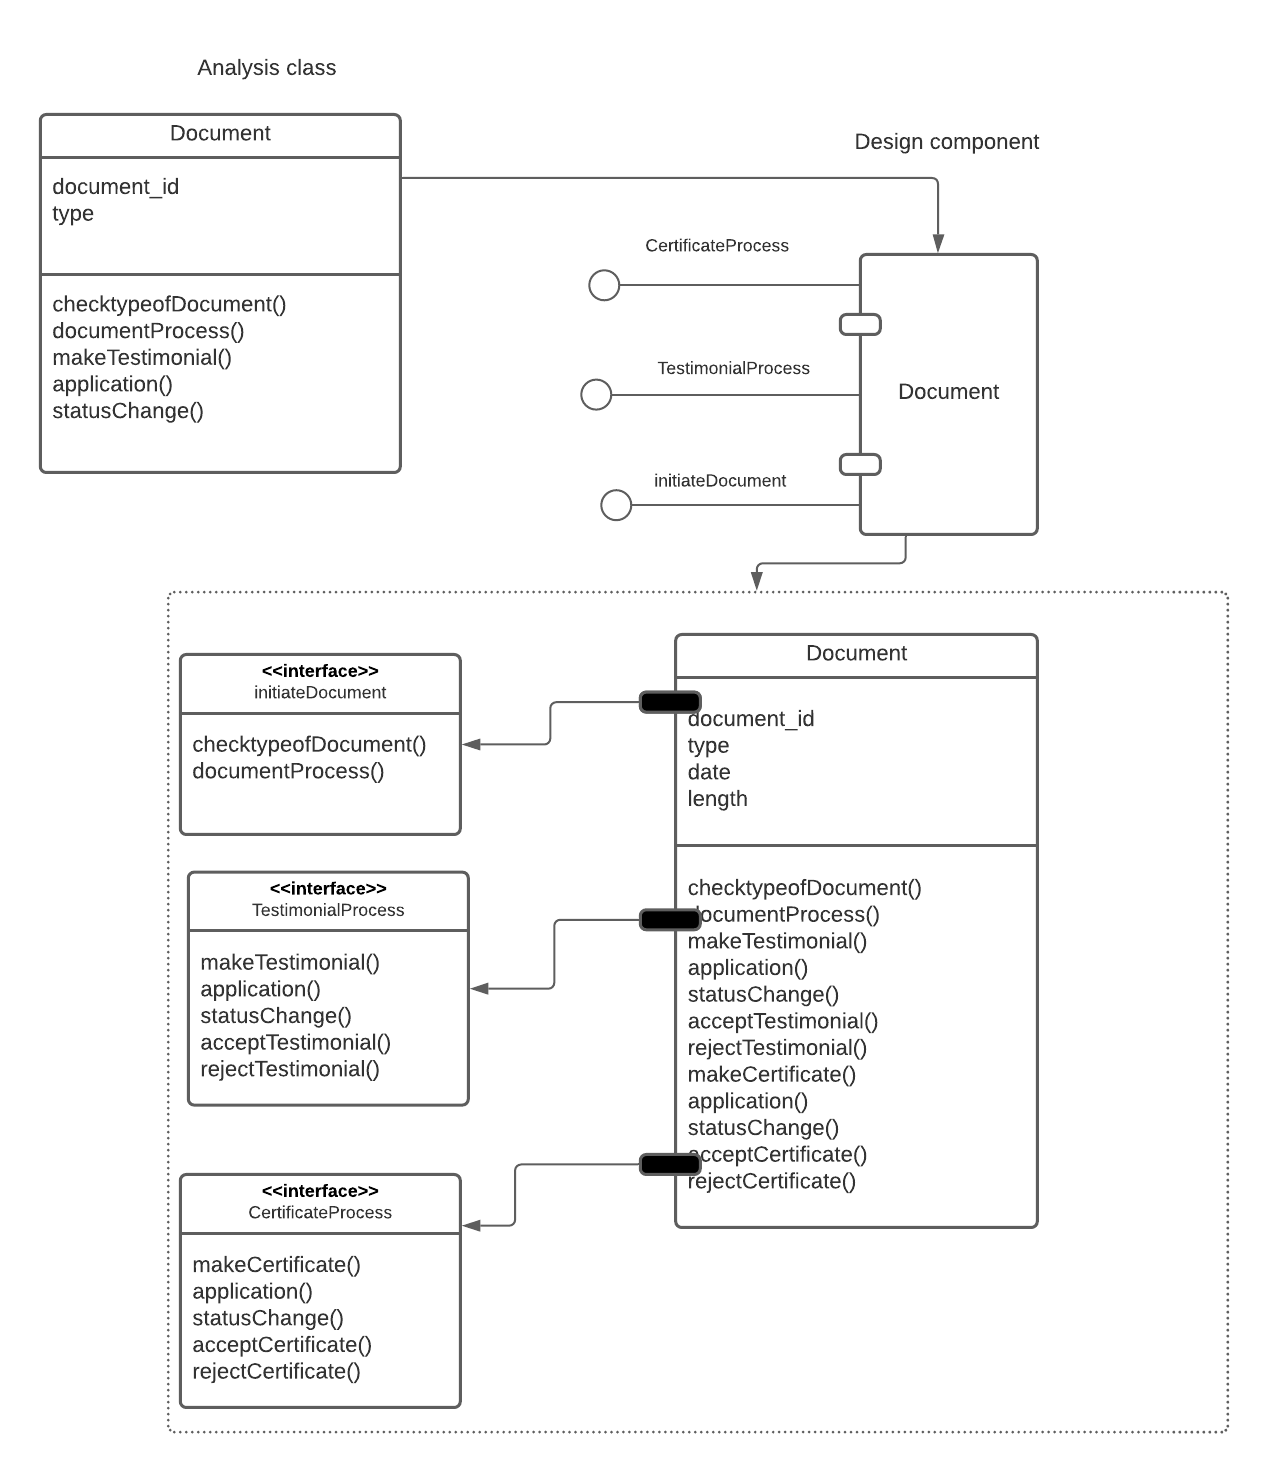 Analysis class
Document
document_id
type
checktypeofDocument()
documentProcess()
makeTestimonial()
application()
statusChange()
Design component
CertificateProcess
TestimonialProcess
initiateDocument
Document
<<interface>>
initiateDocument
checktypeofDocument()
documentProcess()
<<interface>>
TestimonialProcess
makeTestimonial()
application()
statusChange()
acceptTestimonial()
rejectTestimonial()
<<interface>>
CertificateProcess
makeCertificate()
application()
statusChange()
acceptCertificate()
rejectCertificate()
Document
document_id
type
date
length
checktypeofDocument()
documentProcess()
makeTestimonial()
application()
statusChange()
acceptTestimonial()
rejectTestimonial()
makeCertificate()
application()
statusChange()
acceptCertificate()
rejectCertificate()